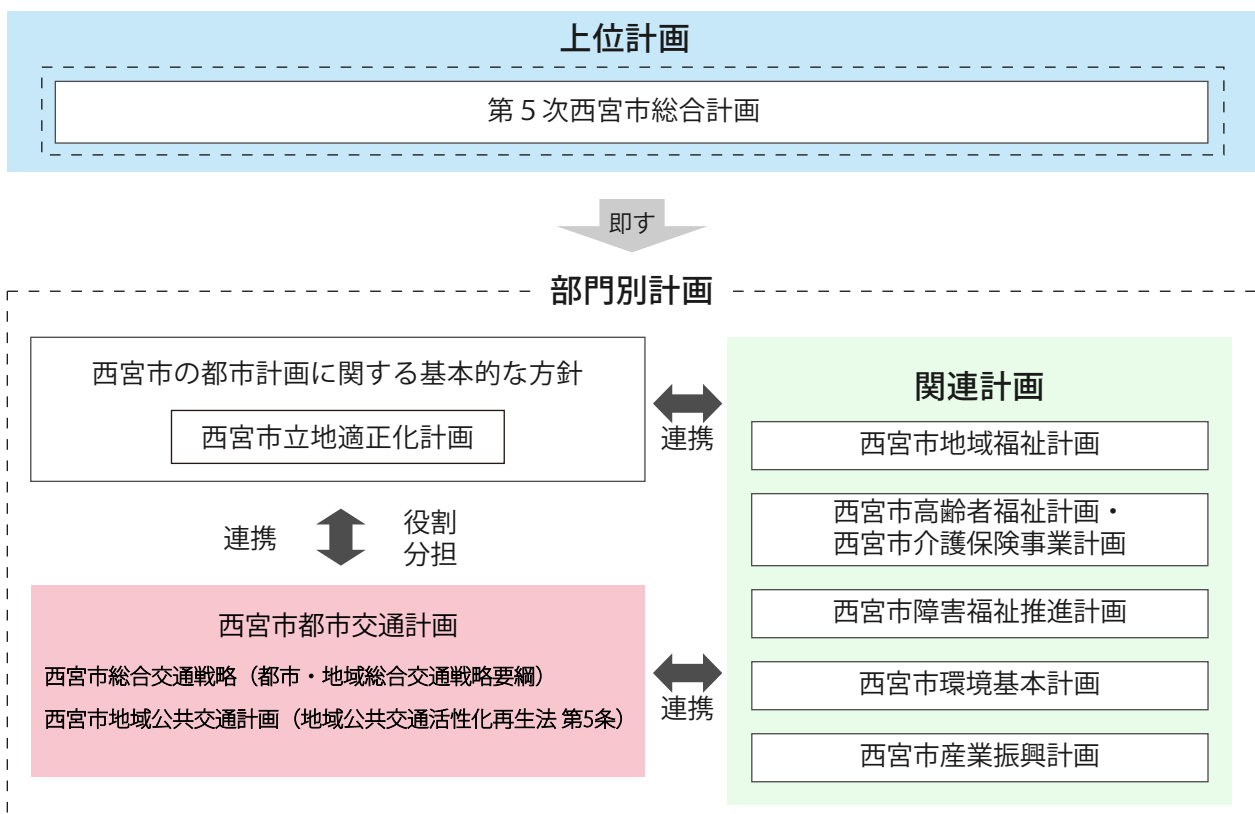 上位計画
第５次西宮市総合計画
即す
部門別計画
西宮市の都市計画に関する基本的な方針
西宮市立地適正化計画
連携
役割
分担
西宮市都市交通計画
西宮市総合交通戦略（都市・地域総合交通戦略要綱）
西宮市地域公共交通計画（地域公共交通活性化再生法 第5条）
連携
連携
関連計画
西宮市地域福祉計画
西宮市高齢者福祉計画・
西宮市介護保険事業計画
西宮市障害福祉推進計画
西宮市環境基本計画
西宮市産業振興計画